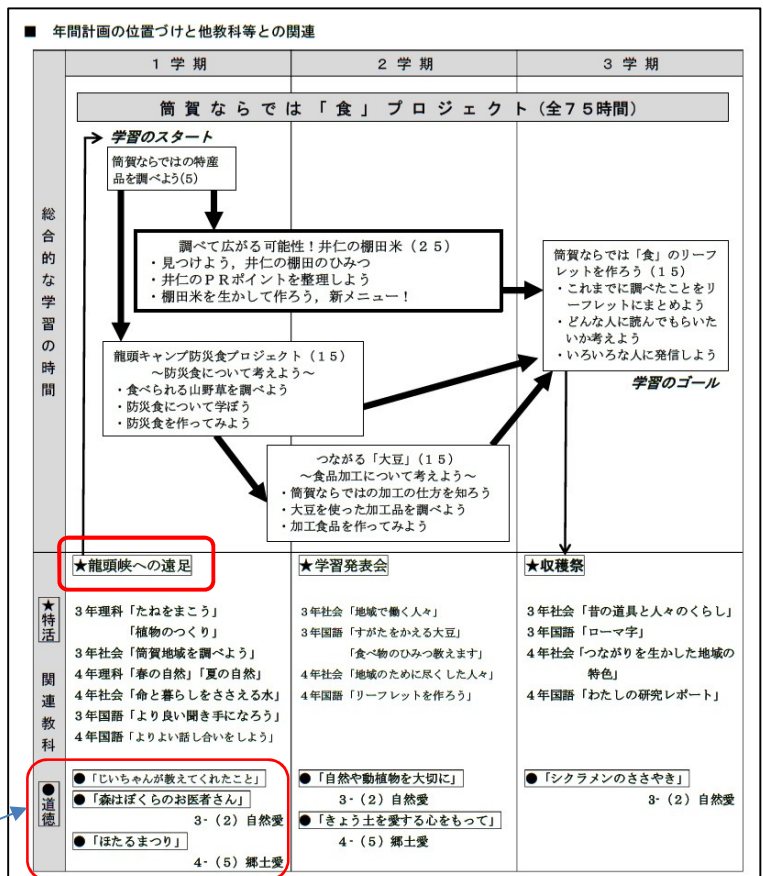 ■ 年間計画の位置づけと他教科等との関連
1 学 期
2 学 期
3 学 期
筒 賀 な ら で は 「 食 」 プ ロ ジ ェ ク ト (全７５時間)
学習のスタート
筒賀ならではの特産
品を調べよう(5)
総合的な学習の時間
調べて広がる可能性！井仁の棚田米（２５）
・見つけよう，井仁の棚田のひみつ
・井仁のＰＲポイントを整理しよう
・棚田米を生かして作ろう，新メニュー！
筒賀ならでは「食」のリーフ
レットを作ろう（１５）
・これまでに調べたことをリ
ーフレットにまとめよう
・どんな人に読んでもらいた
いか考えよう
・いろいろな人に発信しよう
学習のゴール
龍頭キャンプ防災食プロジェクト（１５）
～防災食について考えよう～
・食べられる山野草を調べよう
・防災食について学ぼう
・防災食を作ってみよう
つながる「大豆」(１５)
～食品加工について考えよう～
・筒賀ならではの加工の仕方を知ろう
・大豆を使った加工品を調べよう
・加工食品を作ってみよう
★特活
関連教科
★龍頭峡への遠足
3年理科「たねをまこう」
「植物のつくり」
3年社会「筒賀地域を調べよう」
4年理科「春の自然」「夏の自然」
4年社会「命と暮らしをささえる水」
3年国語「より良い聞き手になろう」
4年国語「よりよい話し合いをしよう」
★学習発表会
3年社会「地域で働く人々」
3年国語「すがたをかえる大豆」
「食べ物のひみつ教えます」
4年社会「地域のために尽くした人々」
4年国語「リーフレットを作ろう」
★収穫祭
3年社会「昔の道具と人々のくらし」
3年国語「ローマ字」
4年社会「つながりを生かした地域の
特色」
4年国語「わたしの研究レポート」
●道徳
●「じいちゃんが教えてくれたこと」
●「森はぼくらのお医者さん」
3-（2）自然愛
●「ほたるまつり」
4-（5）郷土愛
●「自然や動植物を大切に」
3-（2）自然愛
●「きょう土を愛する心をもって」
4-（5）郷土愛
●「シクラメンのささやき」
3-（2）自然愛